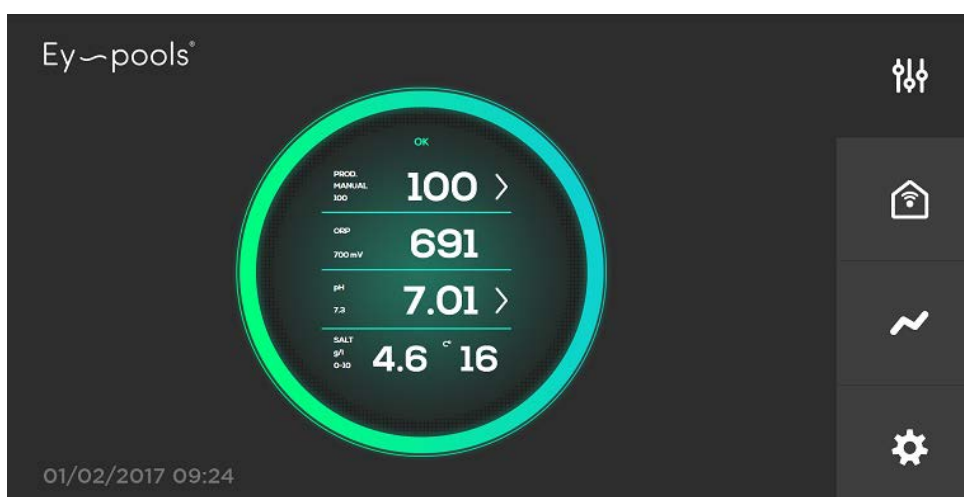 Ey~pools®
OK
PROD.
MANUAL
100
100 >
ORP
700 mV
691
pH
7.3
7.01 >
SALT
g/l
0-10
4.6
C° 16
01/02/2017 09:24